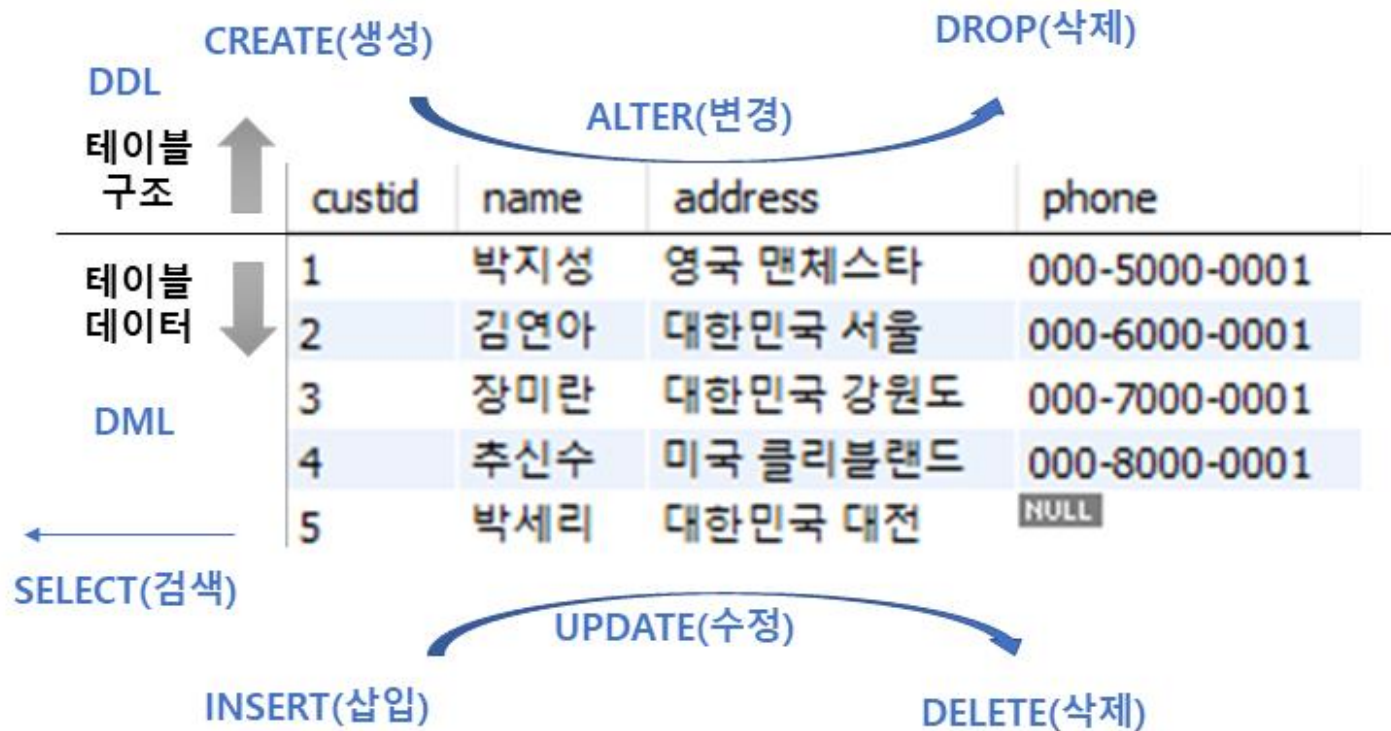 CREATE(생성)
DROP(삭제)
DDL
ALTER(변경)
테이블
구조
custid name address phone
1 박지성 영국 맨체스타 000-5000-0001
테이블
데이터
2 김연아 대한민국 서울 000-6000-0001
3 장미란 대한민국 강원도 000-7000-0001
DML
4 추신수 미국 클리블랜드 000-8000-0001
5 박세리 대한민국 대전 NULL
SELECT(검색)
UPDATE(수정)
INSERT(삽입)
DELETE(삭제)